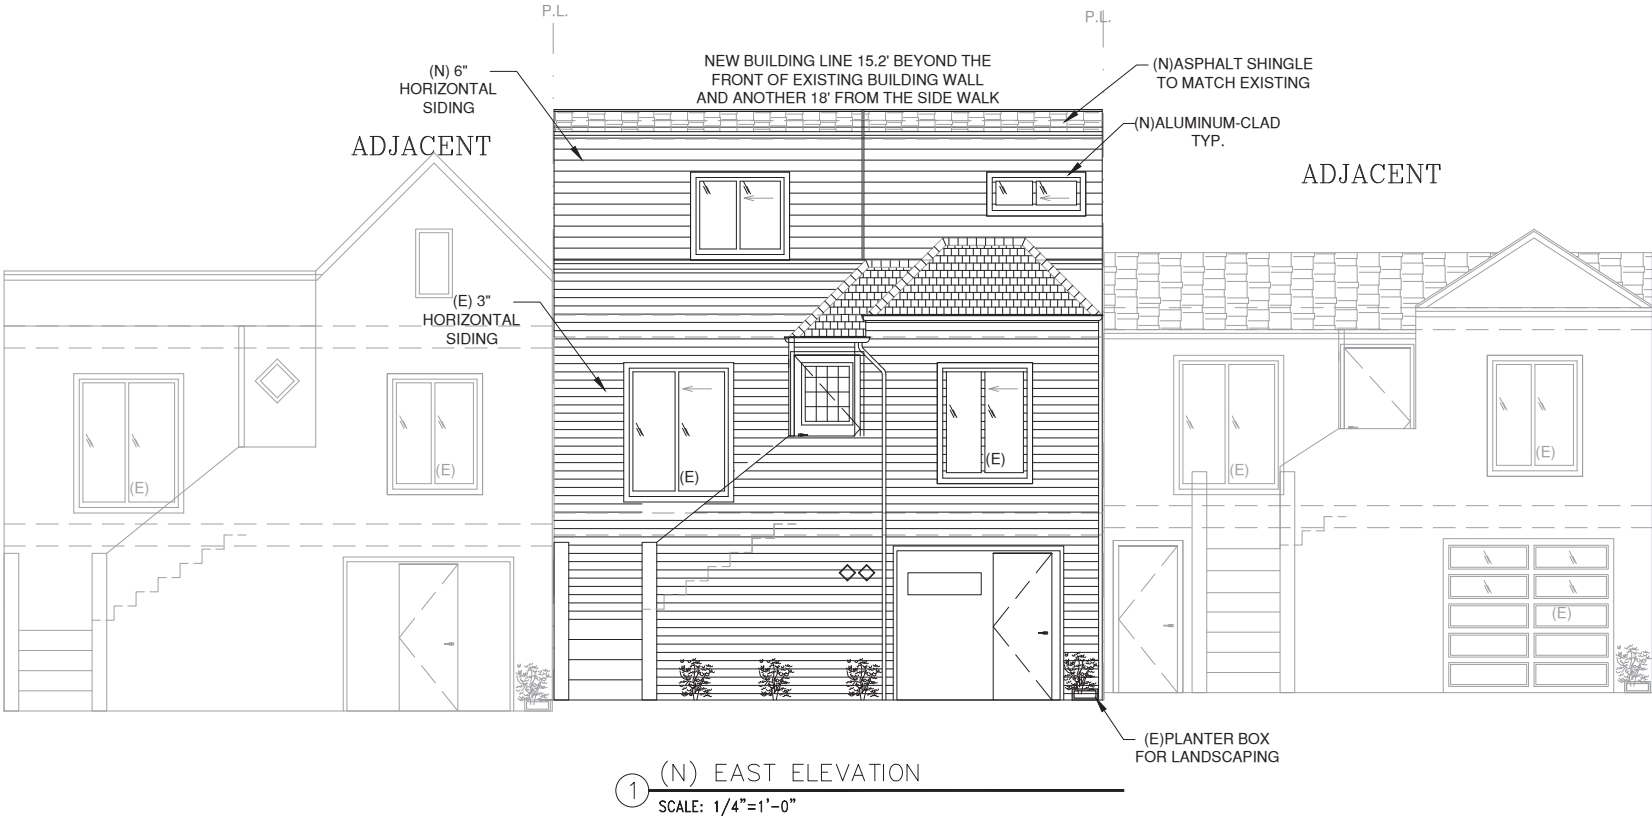 P.L.
P.L.
NEW BUILDING LINE 15.2' BEYOND THE
FRONT OF EXISTING BUILDING WALL
AND ANOTHER 18' FROM THE SIDE WALK
(N) 6"
HORIZONTAL
SIDING
(N)ASPHALT SHINGLE
TO MATCH EXISTING
(N)ALUMINUM-CLAD
TYP.
ADJACENT
ADJACENT
(E) 3"
HORIZONTAL
SIDING
(E)
(E)
(E)
(E)
(E)
(E)
(E)
(E)PLANTER BOX
FOR LANDSCAPING
1
(N) EAST ELEVATION
SCALE: 1/4"=1'-0"